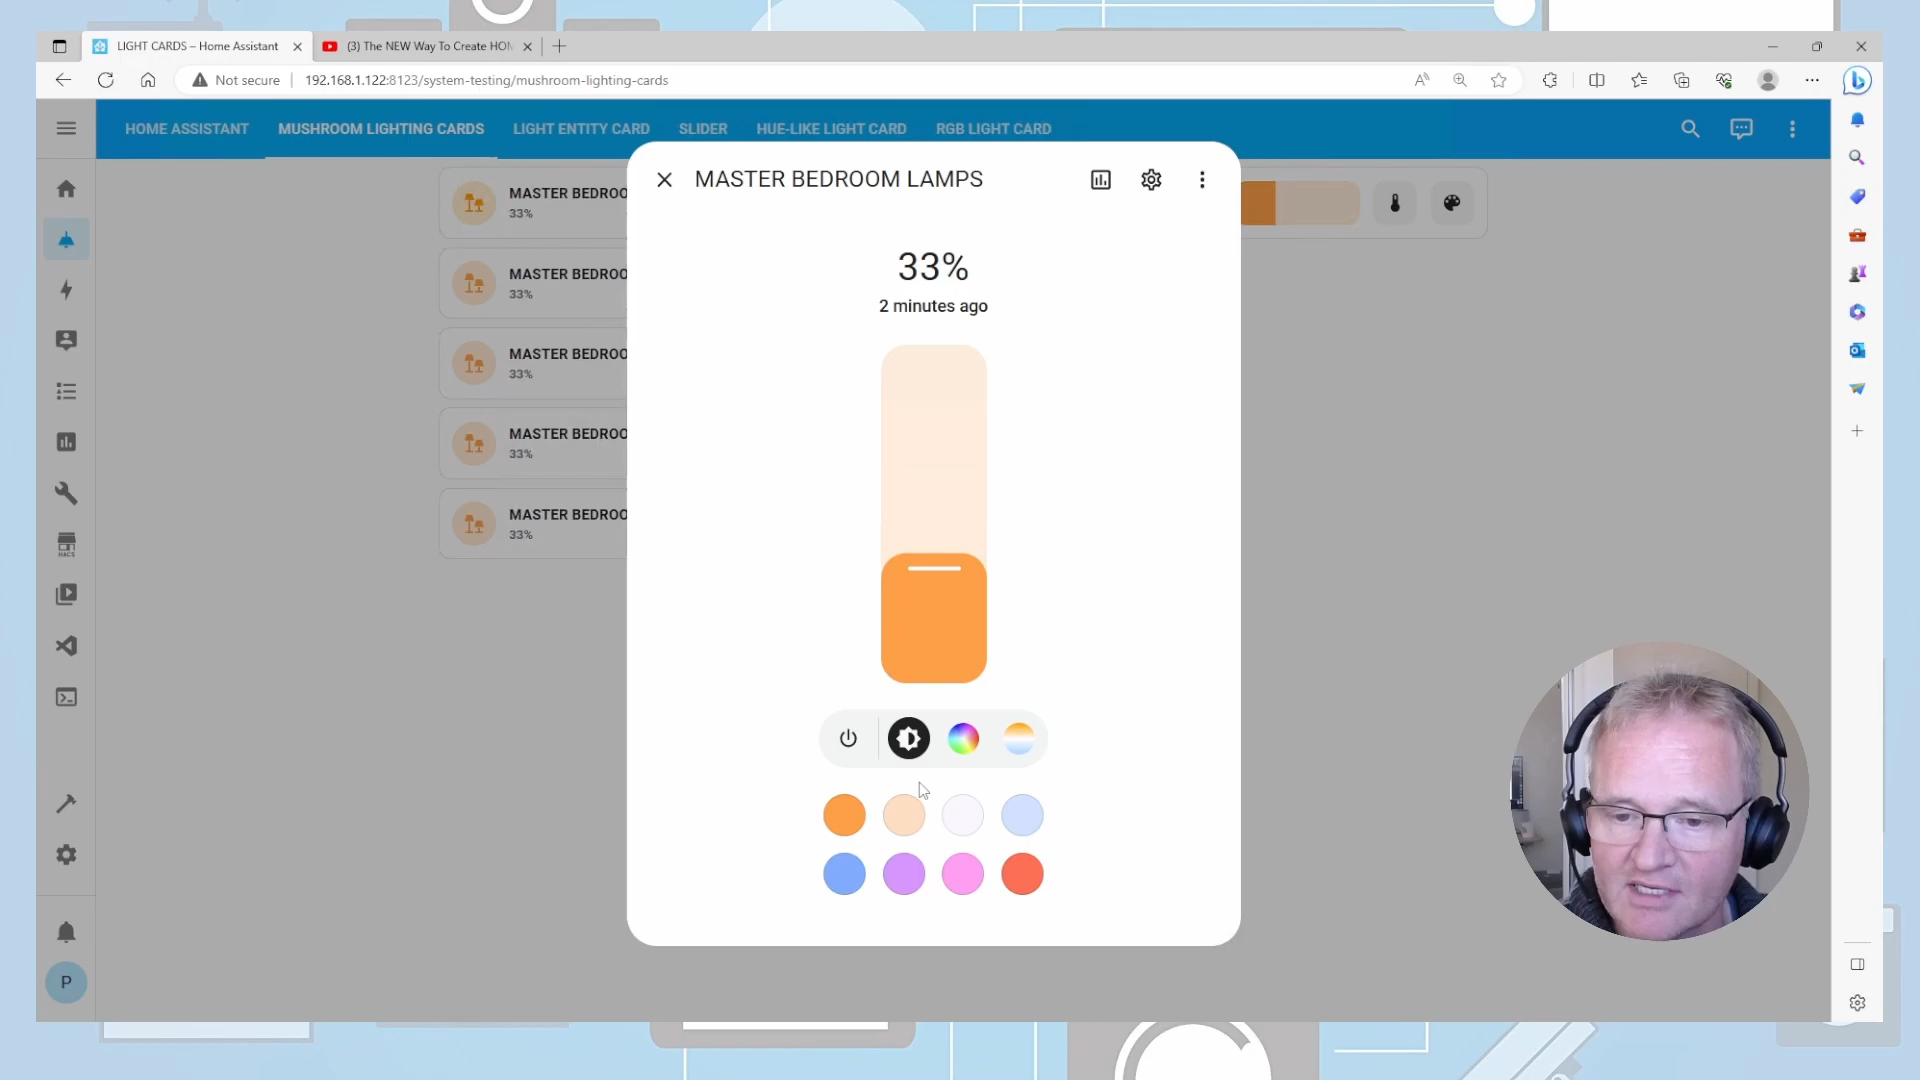 LIGHT CARDS – Home Assistant
(3) The NEW Way To Create HOM
Not secure
192.168.1.122:8123/system-testing/mushroom-lighting-cards
HOME ASSISTANT
MUSHROOM LIGHTING CARDS
LIGHT ENTITY CARD
SLIDER
HUE-LIKE LIGHT CARD
RGB LIGHT CARD
MASTER BEDROOM LAMPS
33%
2 minutes ago
MASTER BEDROO
33%
MASTER BEDROO
33%
MASTER BEDROO
33%
MASTER BEDROO
33%
MASTER BEDROO
33%
HACS
P